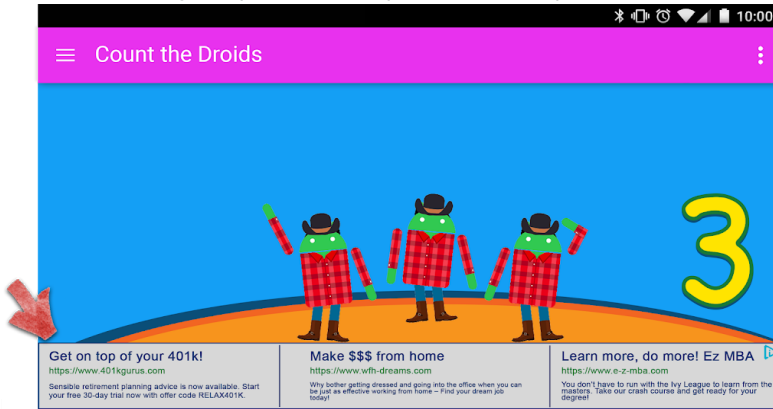 10:00
Count the Droids
3
Get on top of your 401k!
https://www.401kgurus.com
Sensible retirement planning advice is now available. Start
your free 30-day trial now with offer code RELAX401K.
Make $$$ from home
https://www.wfh-dreams.com
Why bother getting dressed and going into the office when you can
be just as effective working from home – Find your dream job
today!
Learn more, do more! Ez MBA
https://www.e-z-mba.com
You don't have to run with the Ivy League to learn from the
masters. Take our crash course and get ready for your
degree!